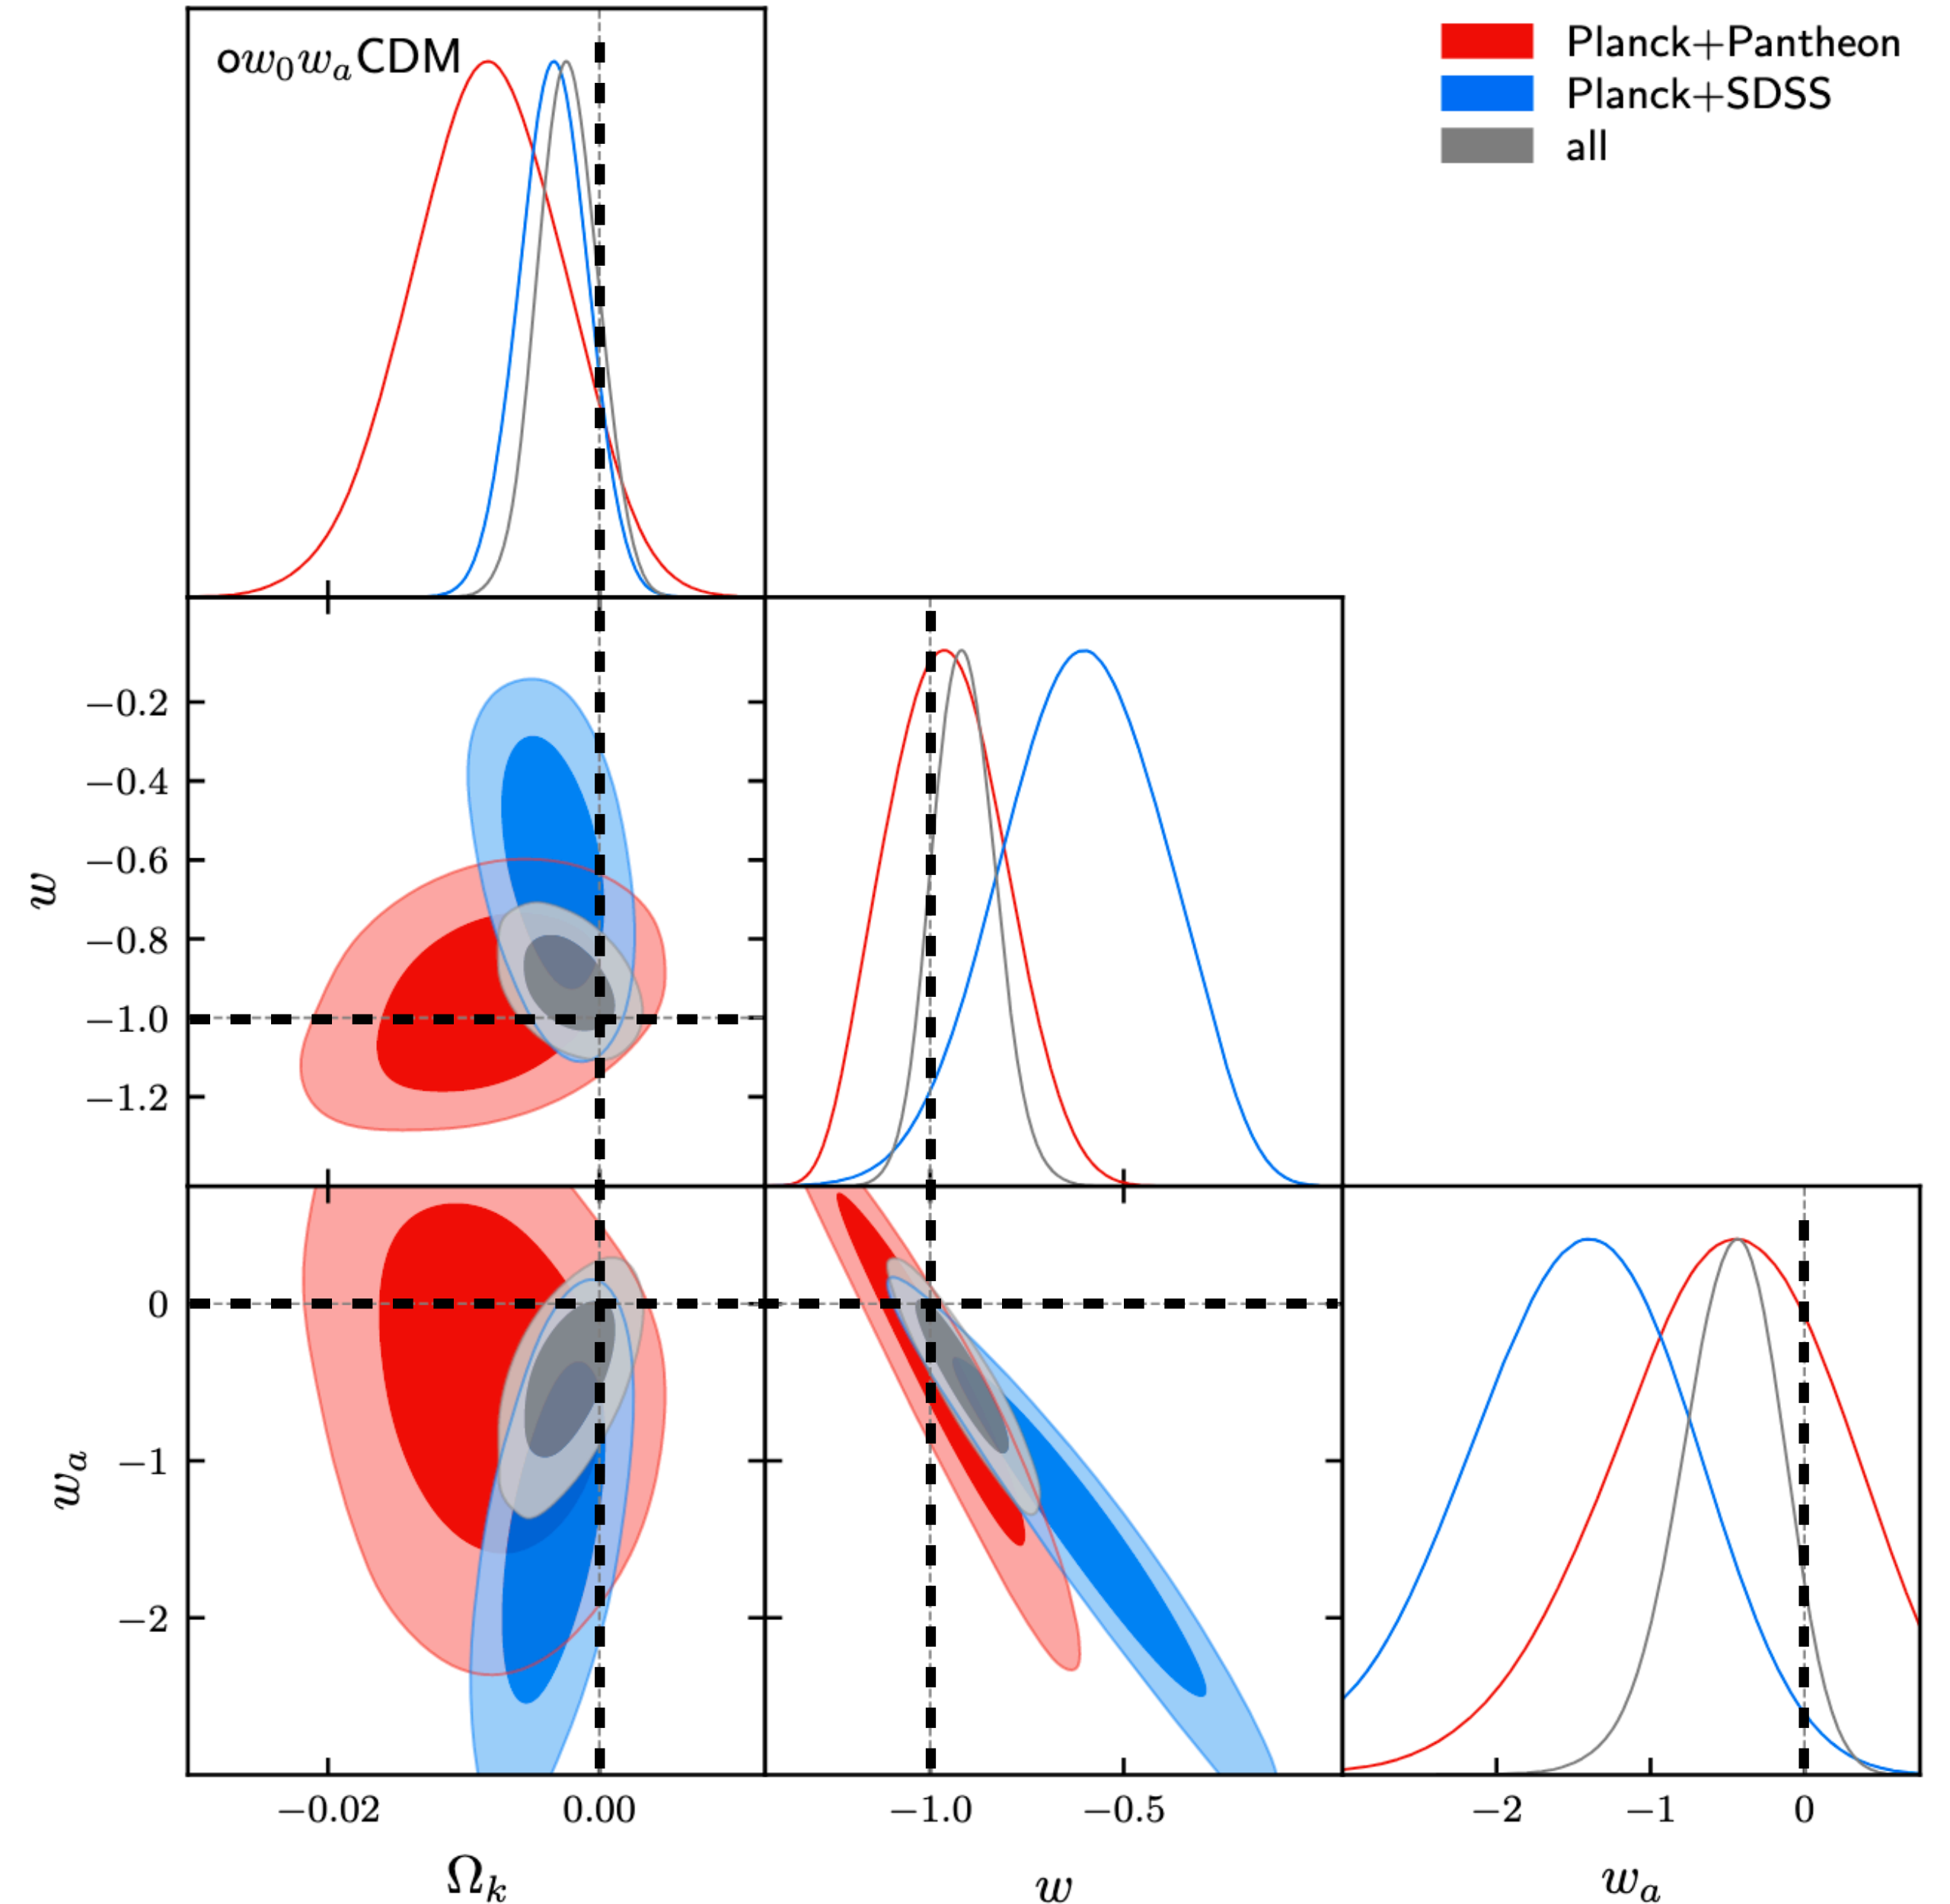 ow₀wₐCDM
Planck+Pantheon
Planck+SDSS
all
−0.2
−0.4
−0.6
−0.8
−1.0
−1.2
w
0
−1
−2
wₐ
−0.02 0.00 −1.0 −0.5 −2 −1 0
Ωₖ w wₐ